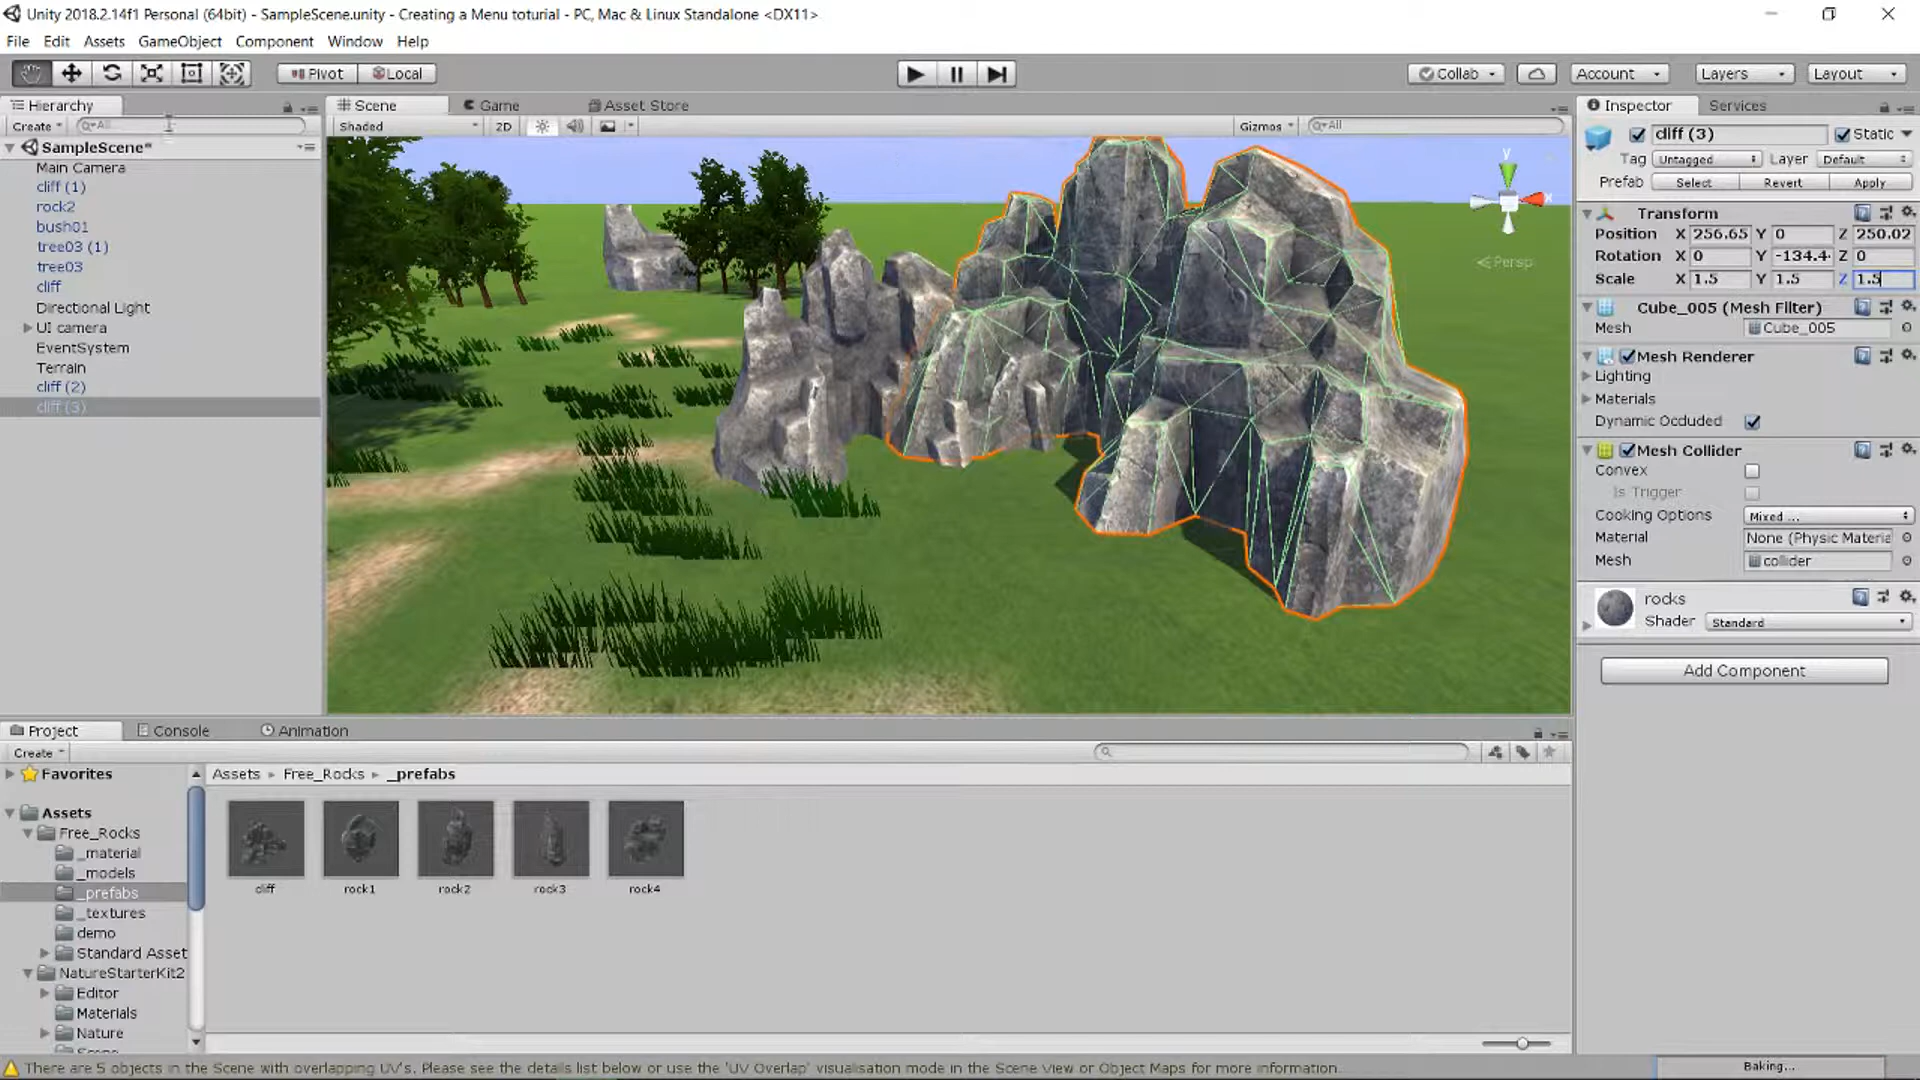 Unity 2018.2.14f1 Personal (64bit) - SampleScene.unity - Creating a Menu toturial - PC, Mac & Linux Standalone <DX11>
File Edit Assets GameObject Component Window Help
Pivot Local Collab Account Layers Layout
Hierarchy Scene Game Asset Store Inspector Services
Create All Shaded 2D Gizmos All
SampleScene*
Main Camera
cliff (1)
rock2
bush01
tree03 (1)
tree03
cliff
Directional Light
UI camera
EventSystem
Terrain
cliff (2)
cliff (3)
y
x
Persp
cliff (3) Static
Tag Untagged Layer Default
Prefab Select Revert Apply
Transform
Position X 256.65 Y 0 Z 250.02
Rotation X 0 Y -134.4 Z 0
Scale X 1.5 Y 1.5 Z 1.5
Cube_005 (Mesh Filter)
Mesh Cube_005
Mesh Renderer
Lighting
Materials
Dynamic Occluded
Mesh Collider
Convex
Is Trigger
Cooking Options Mixed ...
Material None (Physic Materia
Mesh collider
rocks
Shader Standard
Add Component
Project Console Animation
Create
Favorites
Assets
Free_Rocks
_material
_models
_prefabs
_textures
demo
Standard Asset
NatureStarterKit2
Editor
Materials
Nature
Assets Free_Rocks _prefabs
cliff rock1 rock2 rock3 rock4
There are 5 objects in the Scene with overlapping UV's. Please see the details list below or use the 'UV Overlap' visualisation mode in the Scene View or Object Maps for more information.
Baking...